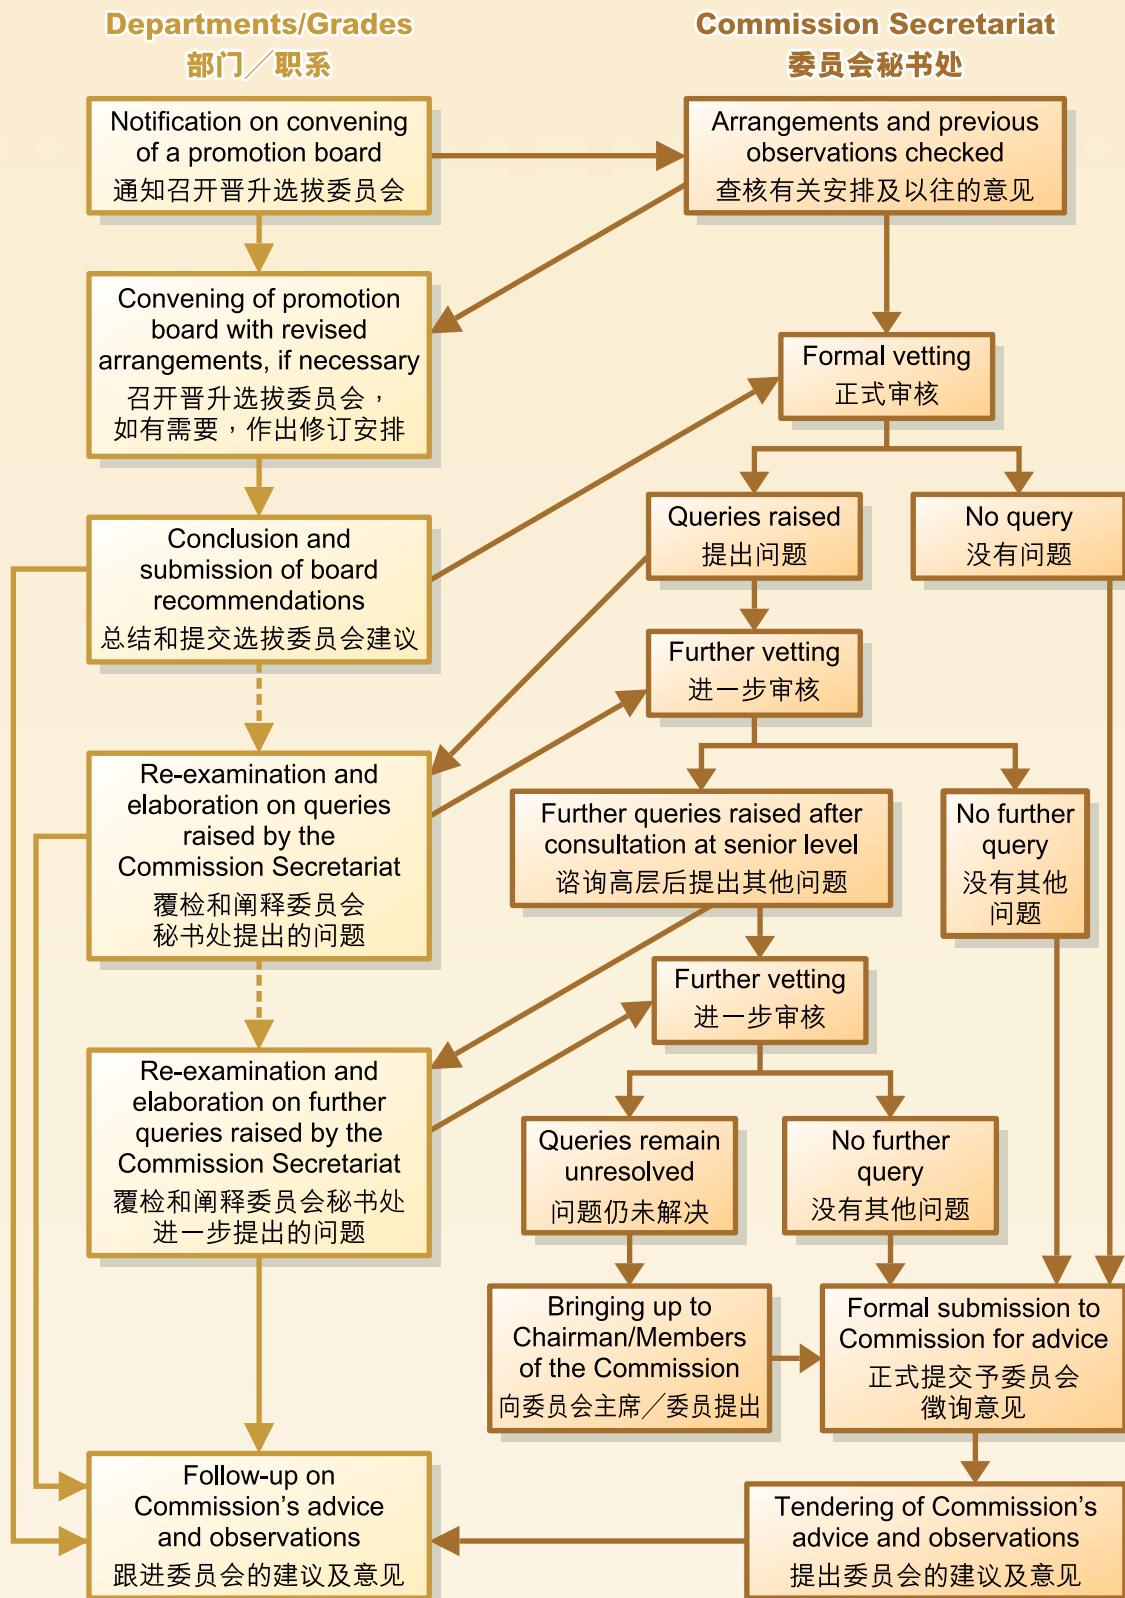 Departments/Grades
部门／职系
Commission Secretariat
委员会秘书处
Notification on convening
of a promotion board
通知召开晋升选拔委员会
Arrangements and previous
observations checked
查核有关安排及以往的意见
Convening of promotion
board with revised
arrangements, if necessary
召开晋升选拔委员会，
如有需要，作出修订安排
Formal vetting
正式审核
Queries raised
提出问题
No query
没有问题
Conclusion and
submission of board
recommendations
总结和提交选拔委员会建议
Further vetting
进一步审核
Re-examination and
elaboration on queries
raised by the
Commission Secretariat
覆检和阐释委员会
秘书处提出的问题
Further queries raised after
consultation at senior level
咨询高层后提出其他问题
No further
query
没有其他
问题
Further vetting
进一步审核
Re-examination and
elaboration on further
queries raised by the
Commission Secretariat
覆检和阐释委员会秘书处
进一步提出的问题
Queries remain
unresolved
问题仍未解决
No further
query
没有其他问题
Bringing up to
Chairman/Members
of the Commission
向委员会主席／委员提出
Formal submission to
Commission for advice
正式提交予委员会
徵询意见
Follow-up on
Commission’s advice
and observations
跟进委员会的建议及意见
Tendering of Commission’s
advice and observations
提出委员会的建议及意见